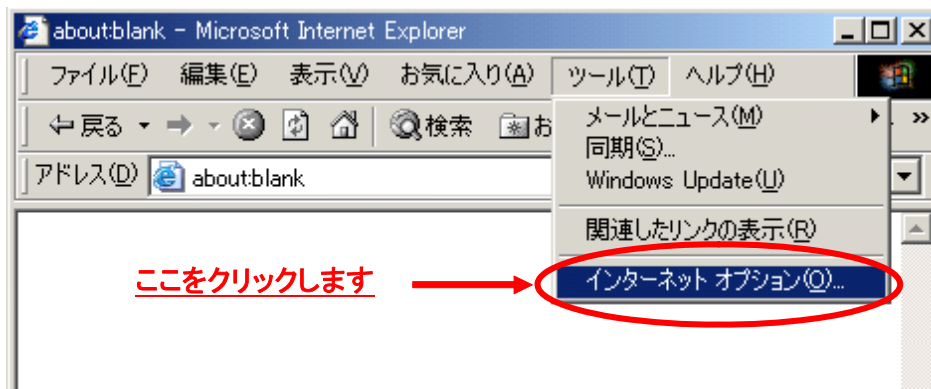 about:blank - Microsoft Internet Explorer
ファイル(F) 編集(E) 表示(V) お気に入り(A) ツール(T) ヘルプ(H)
戻る 検索 お
メールとニュース(M)
同期(S)...
Windows Update(U)
アドレス(D) about:blank
関連したリンクの表示(R)
ここをクリックします
インターネット オプション(O)...